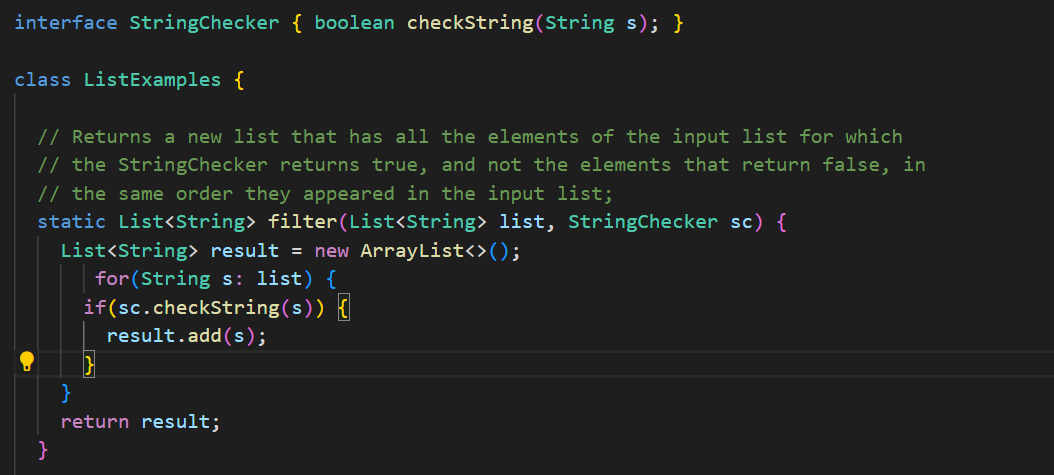 interface StringChecker { boolean checkString(String s); }
class ListExamples {
// Returns a new list that has all the elements of the input list for which
// the StringChecker returns true, and not the elements that return false, in
// the same order they appeared in the input list;
static List<String> filter(List<String> list, StringChecker sc) {
List<String> result = new ArrayList<>();
for(String s: list) {
if(sc.checkString(s)) {
result.add(s);
}
}
return result;
}